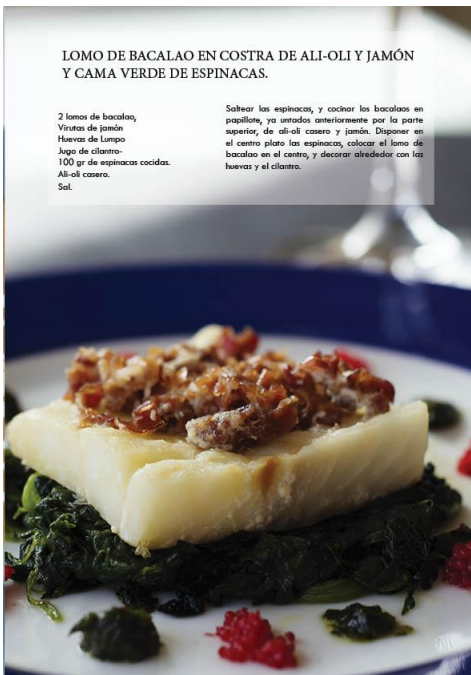 LOMO DE BACALAO EN COSTRA DE ALI-OLI Y JAMÓN
Y CAMA VERDE DE ESPINACAS.
2 lomos de bacalao,
Virutas de jamón
Huevas de Lumpo
Jugo de cilantro-
100 gr de espinacas cocidas.
Ali-oli casero.
Sal.
Saltear las espinacas, y cocinar los bacalaos en
papillote, ya untados anteriormente por la parte
superior, de ali-oli casero y jamón. Disponer en
el centro plato las espinacas, colocar el lomo de
bacalao en el centro, y decorar alrededor con las
huevas y el cilantro.